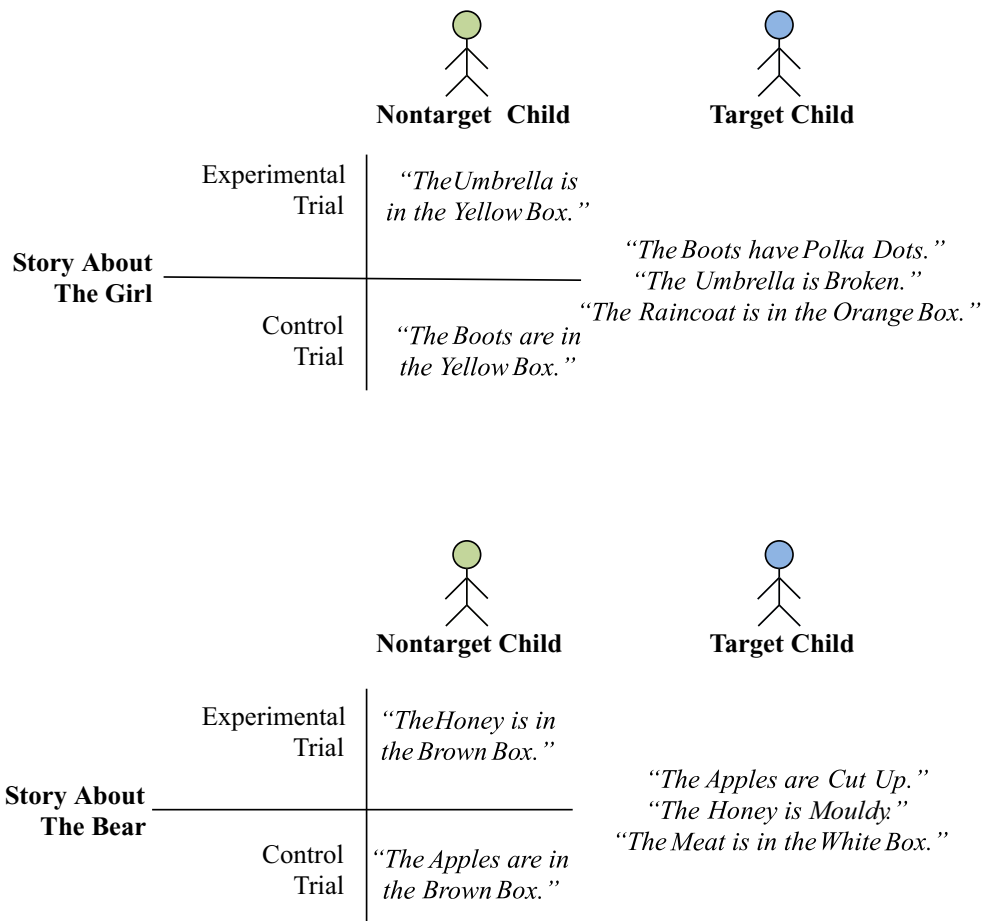 Nontarget Child
Target Child
Experimental
Trial
“The Umbrella is
in the Yellow Box.”
Story About
The Girl
“The Boots have Polka Dots.”
“The Umbrella is Broken.”
“The Raincoat is in the Orange Box.”
Control
Trial
“The Boots are in
the Yellow Box.”
Nontarget Child
Target Child
Experimental
Trial
“The Honey is in
the Brown Box.”
Story About
The Bear
“The Apples are Cut Up.”
“The Honey is Mouldy.”
“The Meat is in the White Box.”
Control
Trial
“The Apples are in
the Brown Box.”